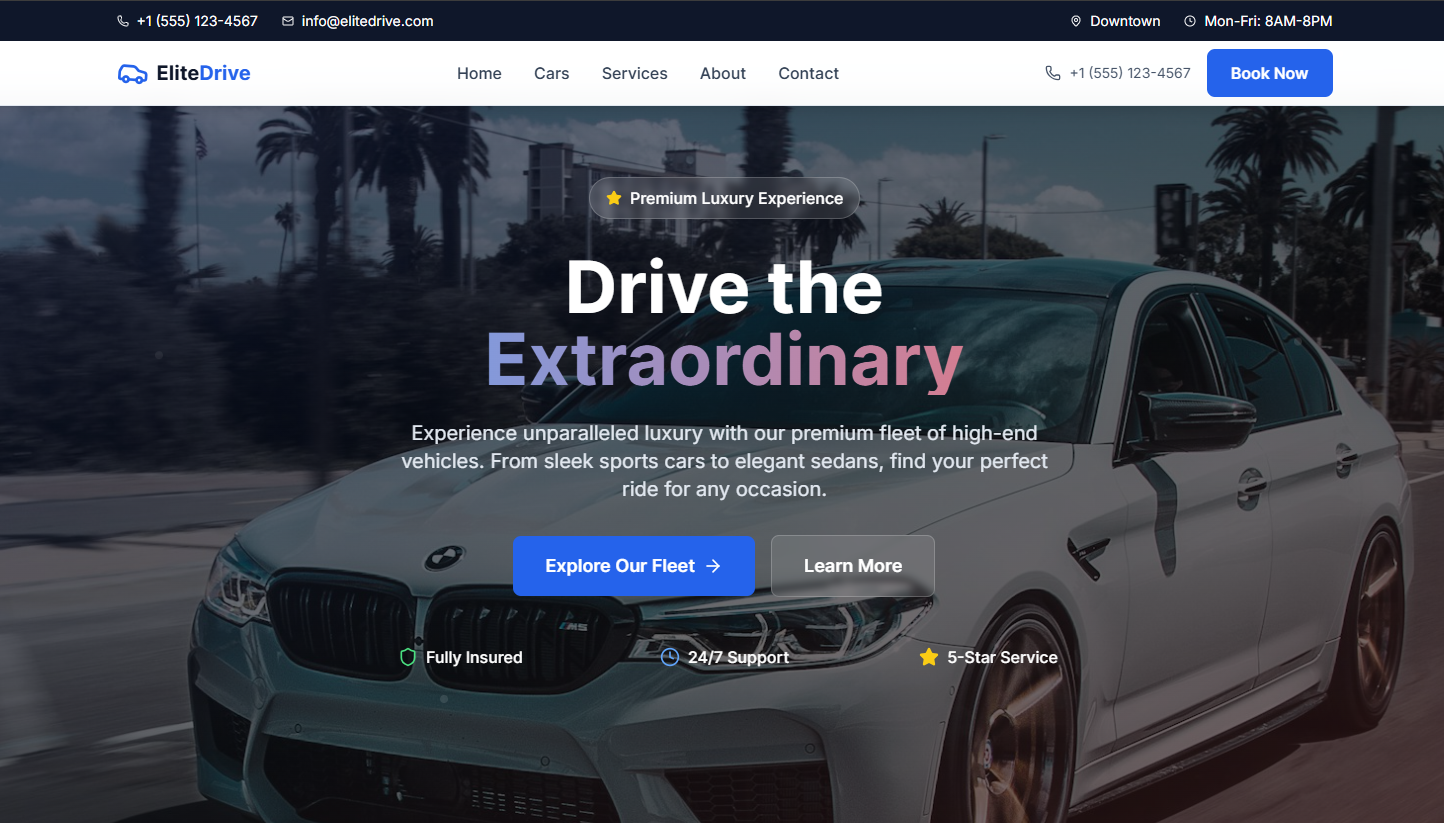 +1 (555) 123-4567
info@elitedrive.com
Downtown
Mon-Fri: 8AM-8PM
EliteDrive
Home
Cars
Services
About
Contact
+1 (555) 123-4567
Book Now
Premium Luxury Experience
Drive the
Extraordinary
Experience unparalleled luxury with our premium fleet of high-end
vehicles. From sleek sports cars to elegant sedans, find your perfect
ride for any occasion.
Explore Our Fleet
Learn More
M5
Fully Insured
24/7 Support
5-Star Service